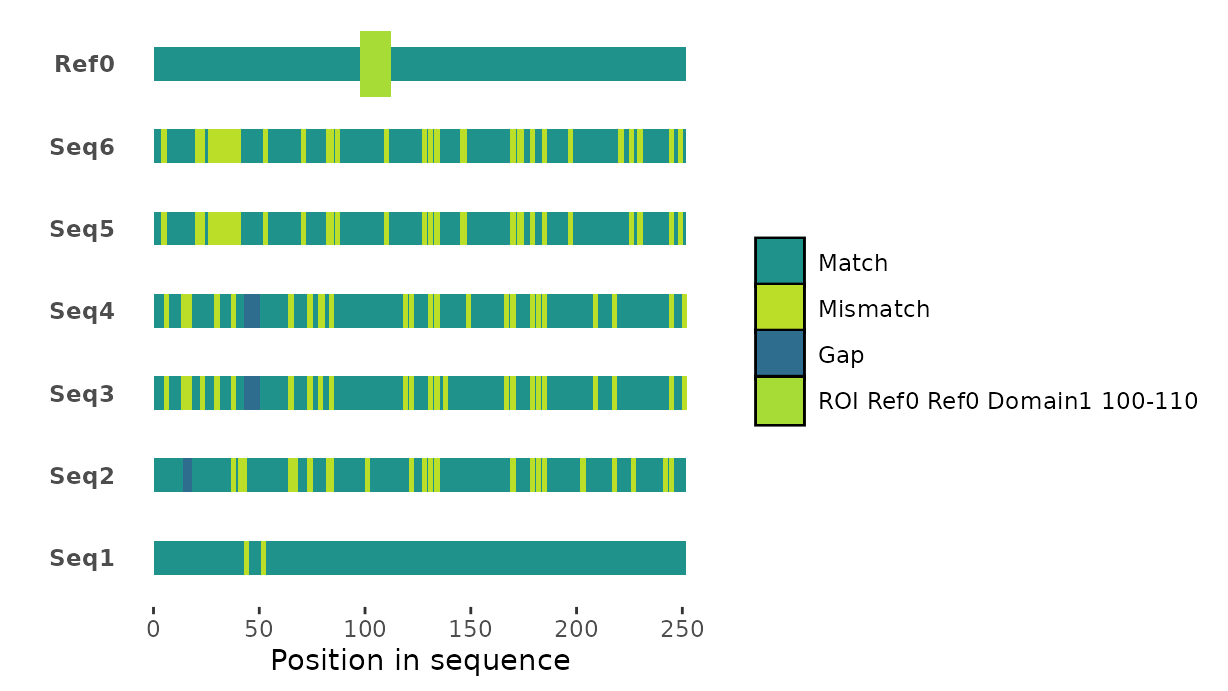 Ref0
Seq6
Seq5
Seq4
Seq3
Seq2
Seq1
0 50 100 150 200 250
Position in sequence
Match
Mismatch
Gap
ROI Ref0 Ref0 Domain1 100-110